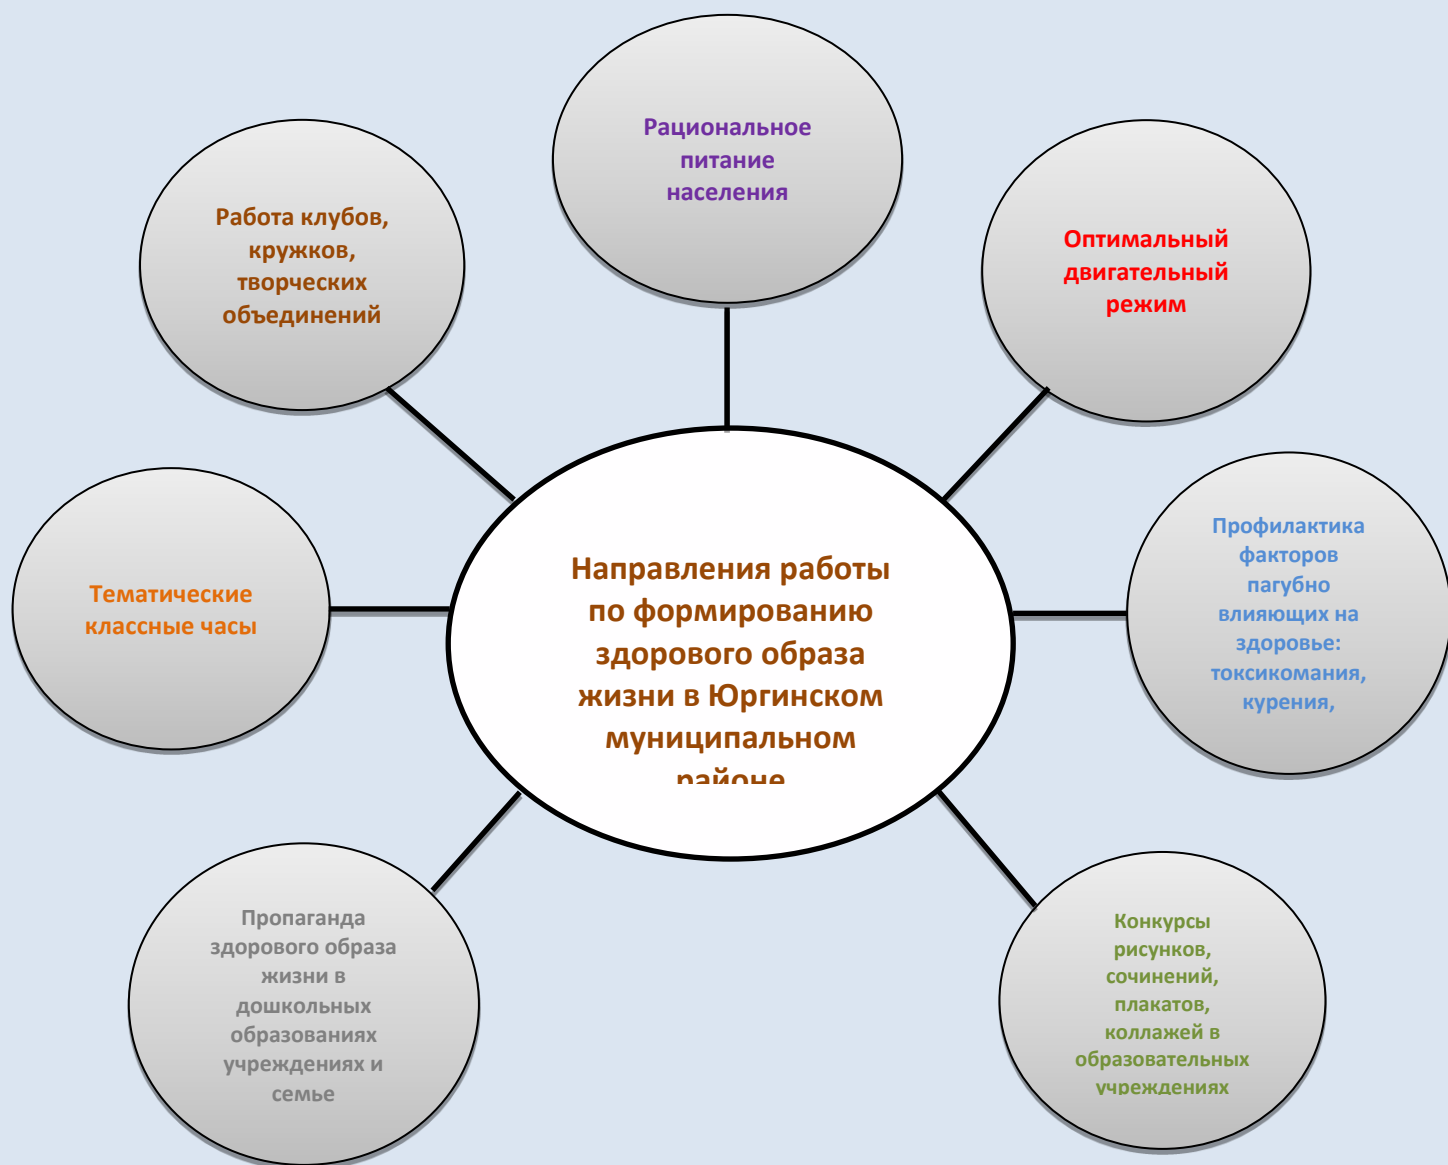 Рациональное
питание
населения
Работа клубов,
кружков,
творческих
объединений
Оптимальный
двигательный
режим
Тематические
классные часы
Направления работы
по формированию
здорового образа
жизни в Юргинском
муниципальном
районе
Профилактика
факторов
пагубно
влияющих на
здоровье:
токсикомания,
курения,
Пропаганда
здорового образа
жизни в
дошкольных
образованиях
учреждениях и
семье
Конкурсы
рисунков,
сочинений,
плакатов,
коллажей в
образовательных
учреждениях